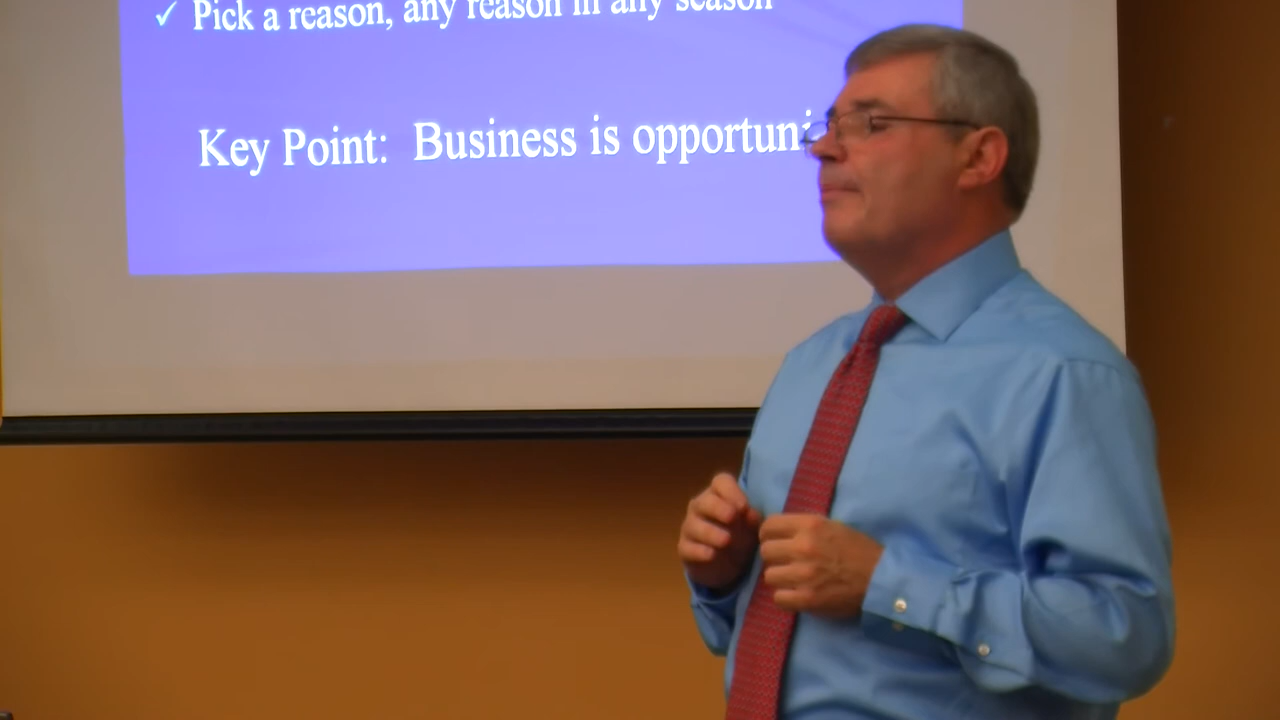 ✓ Pick a reason, any reason in any season
Key Point: Business is opportuni